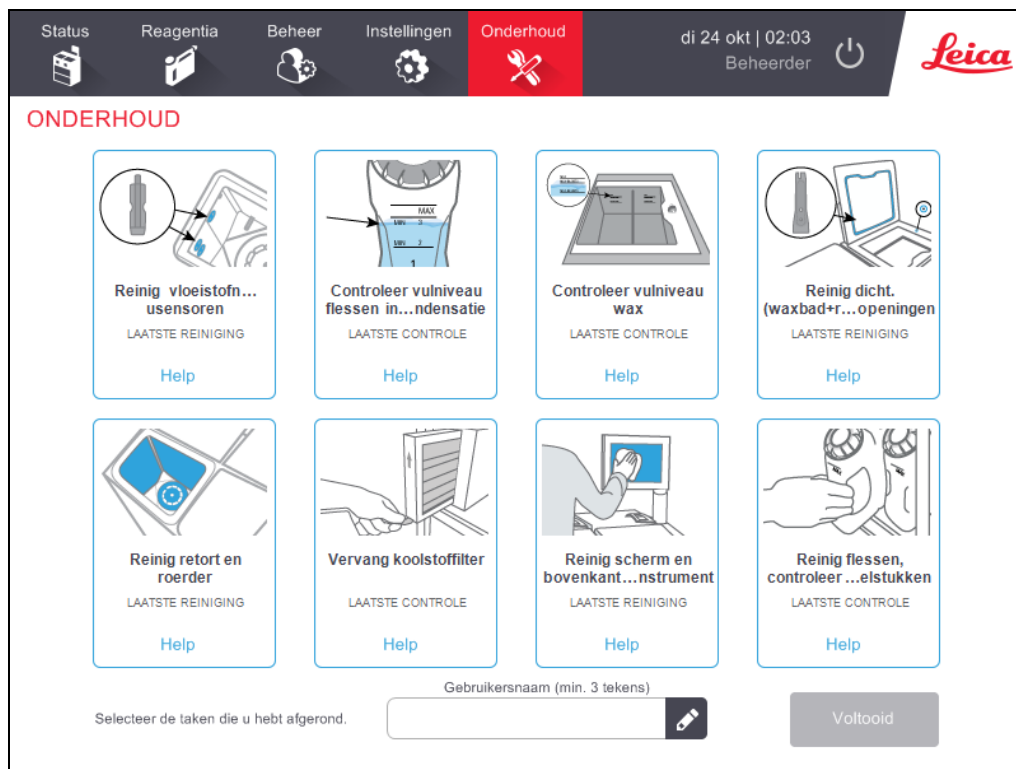 Status
Reagentia
Beheer
Instellingen
Onderhoud
di 24 okt | 02:03
Beheerder
Leica
ONDERHOUD
MAX
MIN 3
MIN 2
1
Reinig vloeistofn…
usensoren
LAATSTE REINIGING
Help
Controleer vulniveau
flessen in…ndensatie
LAATSTE CONTROLE
Help
Controleer vulniveau
wax
LAATSTE CONTROLE
Help
Reinig dicht.
(waxbad+r…openingen
LAATSTE REINIGING
Help
Reinig retort en
roerder
LAATSTE REINIGING
Help
Vervang koolstoffilter
LAATSTE CONTROLE
Help
Reinig scherm en
bovenkant…nstrument
LAATSTE REINIGING
Help
Reinig flessen,
controleer …elstukken
LAATSTE CONTROLE
Help
Gebruikersnaam (min. 3 tekens)
Selecteer de taken die u hebt afgerond.
Voltooid